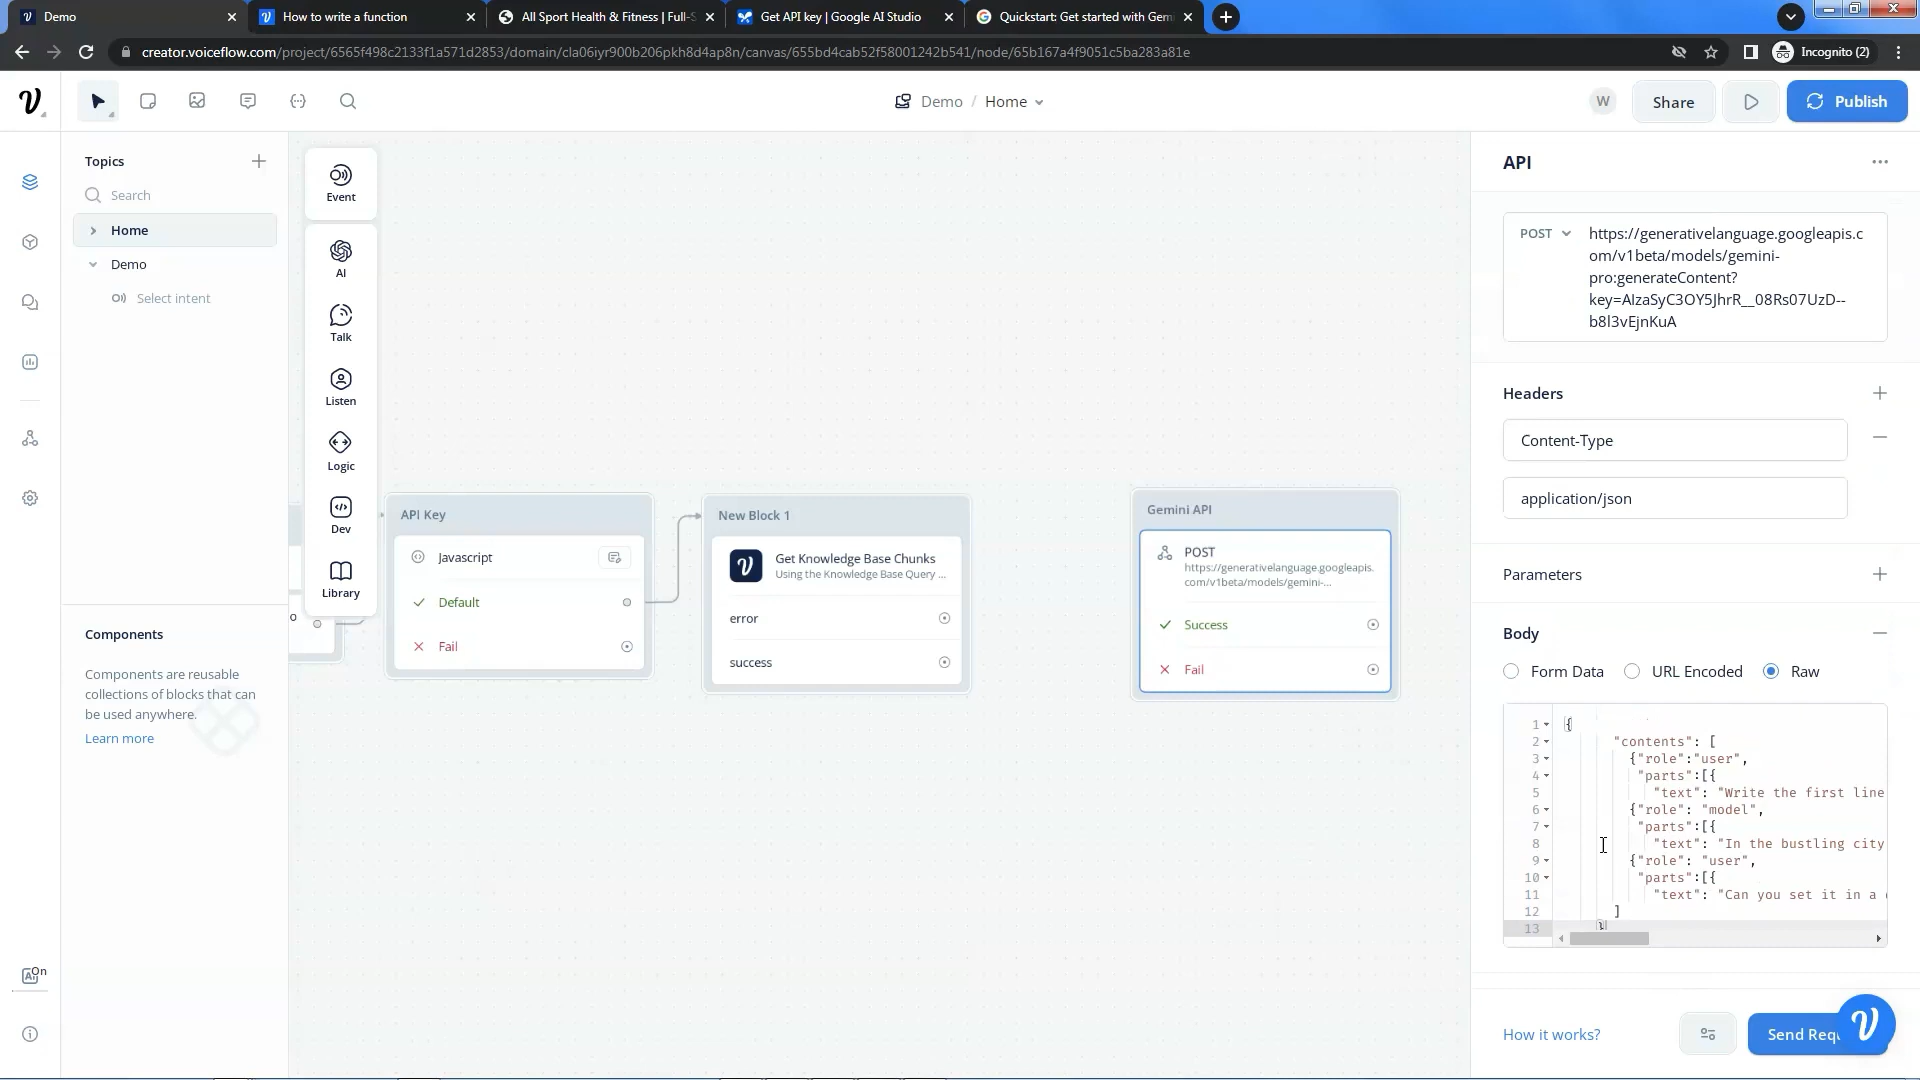 Demo
How to write a function
All Sport Health & Fitness | Full-S
Get API key | Google AI Studio
Quickstart: Get started with Gem
creator.voiceflow.com/project/6565f498c2133f1a571d2853/domain/cla06iyr900b206pkh8d4ap8n/canvas/655bd4cab52f58001242b541/node/65b167a4f9051c5ba283a81e
Incognito (2)
Demo / Home
W
Share
Publish
Topics
Search
Home
Demo
Select intent
Components
Components are reusable
collections of blocks that can
be used anywhere.
Learn more
On
Event
AI
Talk
Listen
Logic
Dev
Library
o
API Key
Javascript
Default
Fail
New Block 1
Get Knowledge Base Chunks
Using the Knowledge Base Query ...
error
success
Gemini API
POST
https://generativelanguage.googleapis.
com/v1beta/models/gemini-...
Success
Fail
API
POST
https://generativelanguage.googleapis.c
om/v1beta/models/gemini-
pro:generateContent?
key=AIzaSyC3OY5JhrR__08Rs07UzD--
b8l3vEjnKuA
Headers
Content-Type
application/json
Parameters
Body
Form Data
URL Encoded
Raw
1 {
2 "contents": [
3 {"role":"user",
4 "parts":[{
5 "text": "Write the first line
6 {"role": "model",
7 "parts":[{
8 "text": "In the bustling city
9 {"role": "user",
10 "parts":[{
11 "text": "Can you set it in a
12 ]
13 }
How it works?
Send Requ